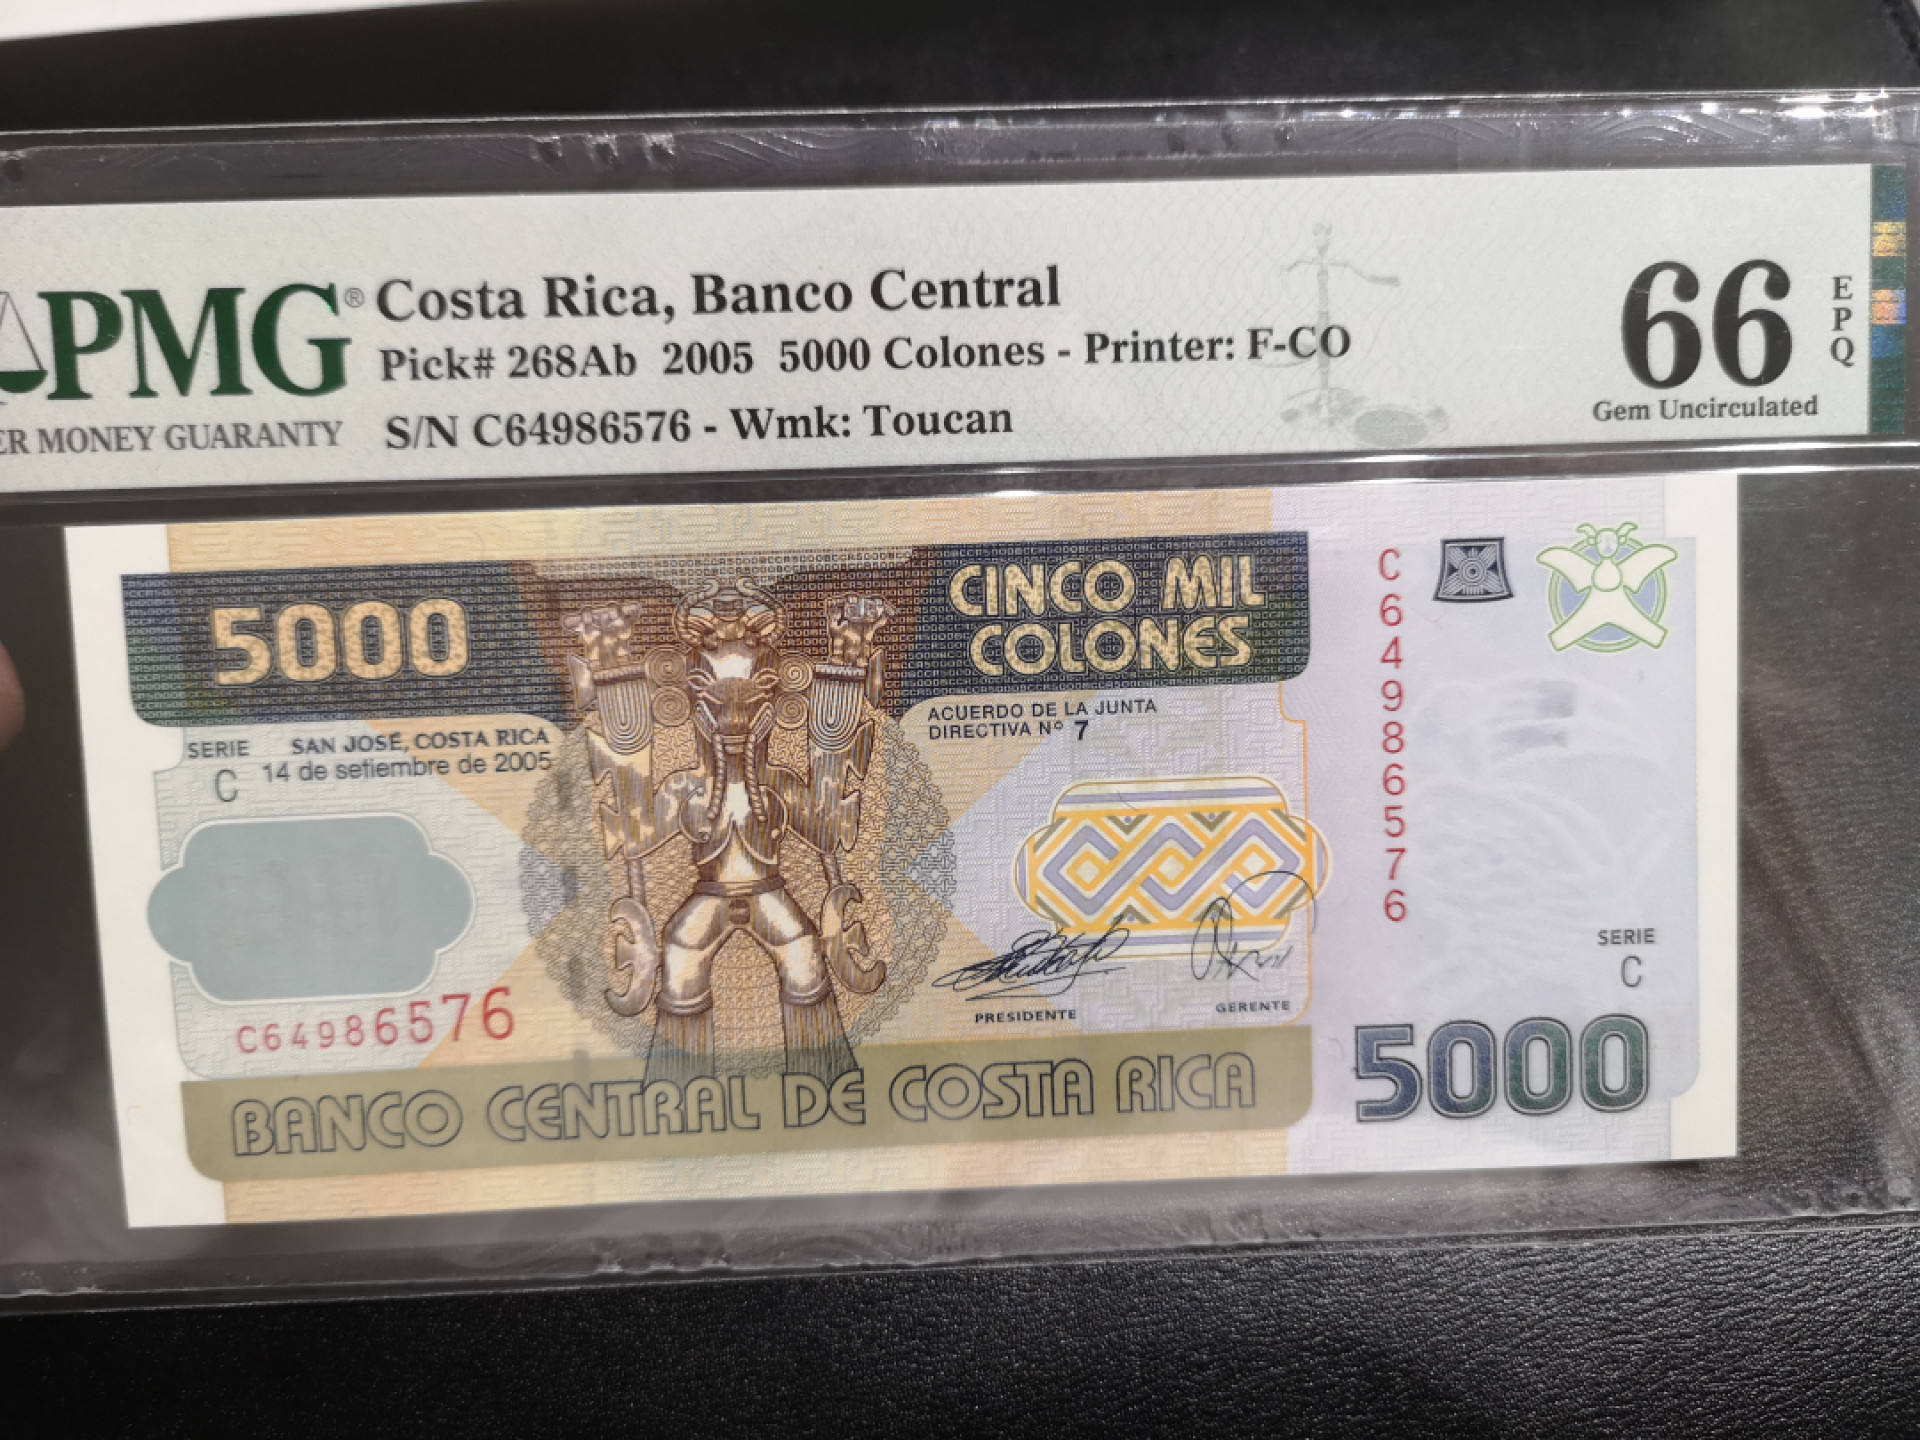 PMG®
ER MONEY GUARANTY
Costa Rica, Banco Central
Pick# 268Ab 2005 5000 Colones - Printer: F-CO
S/N C64986576 - Wmk: Toucan
66
EPQ
Gem Uncirculated
5000
CINCO MIL
COLONES
SERIE
C
SAN JOSÉ, COSTA RICA
14 de setiembre de 2005
ACUERDO DE LA JUNTA
DIRECTIVA Nº 7
C64986576
PRESIDENTE
GERENTE
C64986576
SERIE
C
5000
BANCO CENTRAL DE COSTA RICA